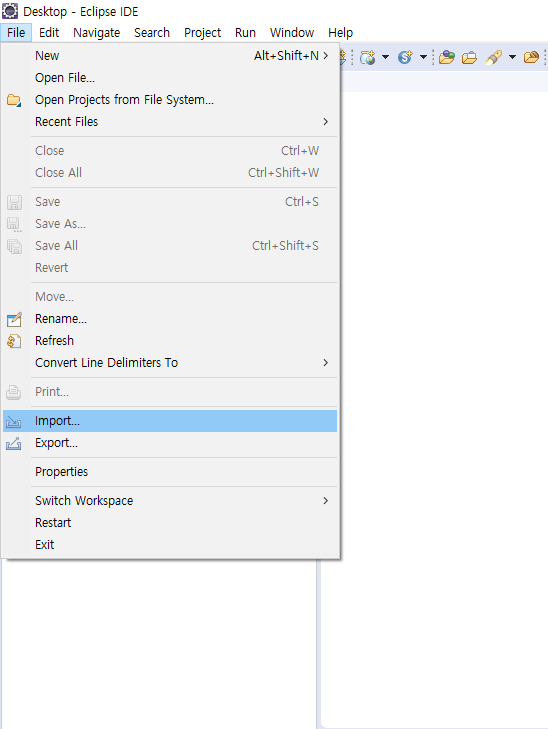 Desktop - Eclipse IDE
File Edit Navigate Search Project Run Window Help
New Alt+Shift+N >
Open File...
Open Projects from File System...
Recent Files >
Close Ctrl+W
Close All Ctrl+Shift+W
Save Ctrl+S
Save As...
Save All Ctrl+Shift+S
Revert
Move...
Rename...
Refresh
Convert Line Delimiters To >
Print...
Import...
Export...
Properties
Switch Workspace >
Restart
Exit